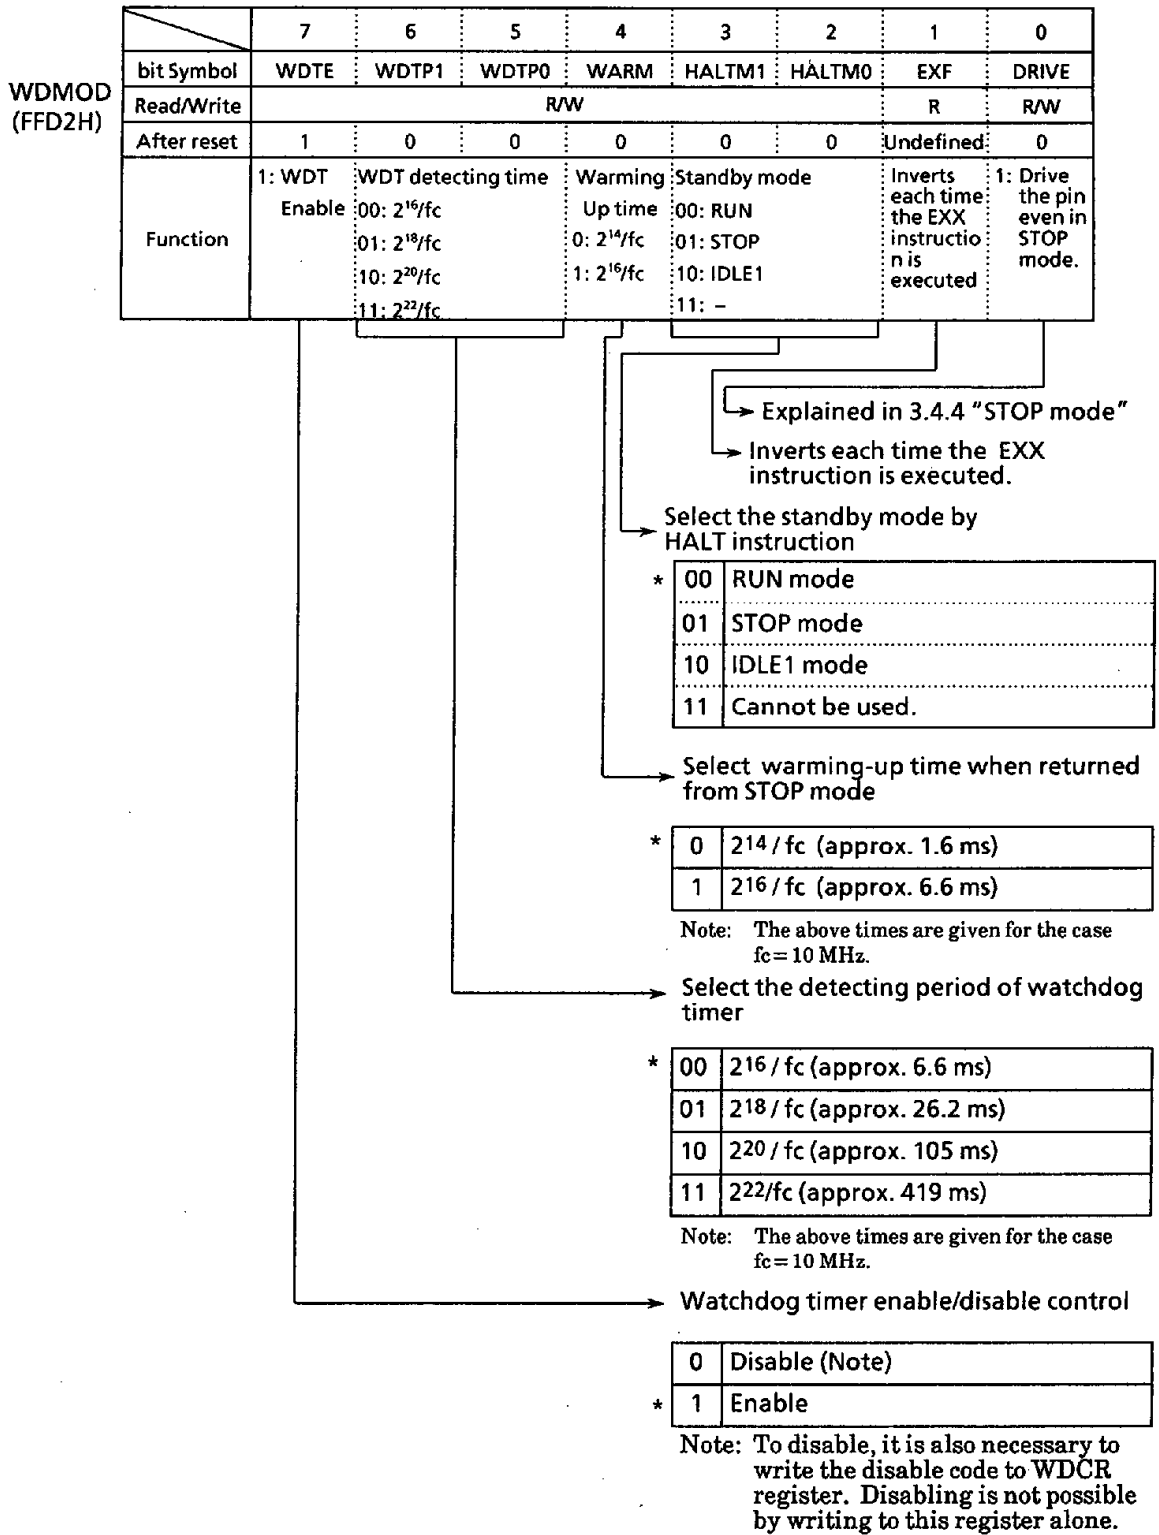 7 6 5 4 3 2 1 0
bit Symbol WDTE WDTP1 WDTP0 WARM HALTM1 HALTM0 EXF DRIVE
WDMOD
(FFD2H)
Read/Write R/W R R/W
After reset 1 0 0 0 0 0 Undefined 0
Function
1: WDT
Enable
WDT detecting time
00: 2¹⁶/fc
01: 2¹⁸/fc
10: 2²⁰/fc
11: 2²²/fc
Warming
Up time
0: 2¹⁴/fc
1: 2¹⁶/fc
Standby mode
00: RUN
01: STOP
10: IDLE1
11: –
Inverts
each time
the EXX
instructio
n is
executed
1: Drive
the pin
even in
STOP
mode.
Explained in 3.4.4 "STOP mode"
Inverts each time the EXX
instruction is executed.
Select the standby mode by
HALT instruction
* 00 RUN mode
01 STOP mode
10 IDLE1 mode
11 Cannot be used.
Select warming-up time when returned
from STOP mode
* 0 2¹⁴ / fc (approx. 1.6 ms)
1 2¹⁶ / fc (approx. 6.6 ms)
Note: The above times are given for the case
fc = 10 MHz.
Select the detecting period of watchdog
timer
* 00 2¹⁶ / fc (approx. 6.6 ms)
01 2¹⁸ / fc (approx. 26.2 ms)
10 2²⁰ / fc (approx. 105 ms)
11 2²²/fc (approx. 419 ms)
Note: The above times are given for the case
fc = 10 MHz.
Watchdog timer enable/disable control
0 Disable (Note)
* 1 Enable
Note: To disable, it is also necessary to
write the disable code to WDCR
register. Disabling is not possible
by writing to this register alone.